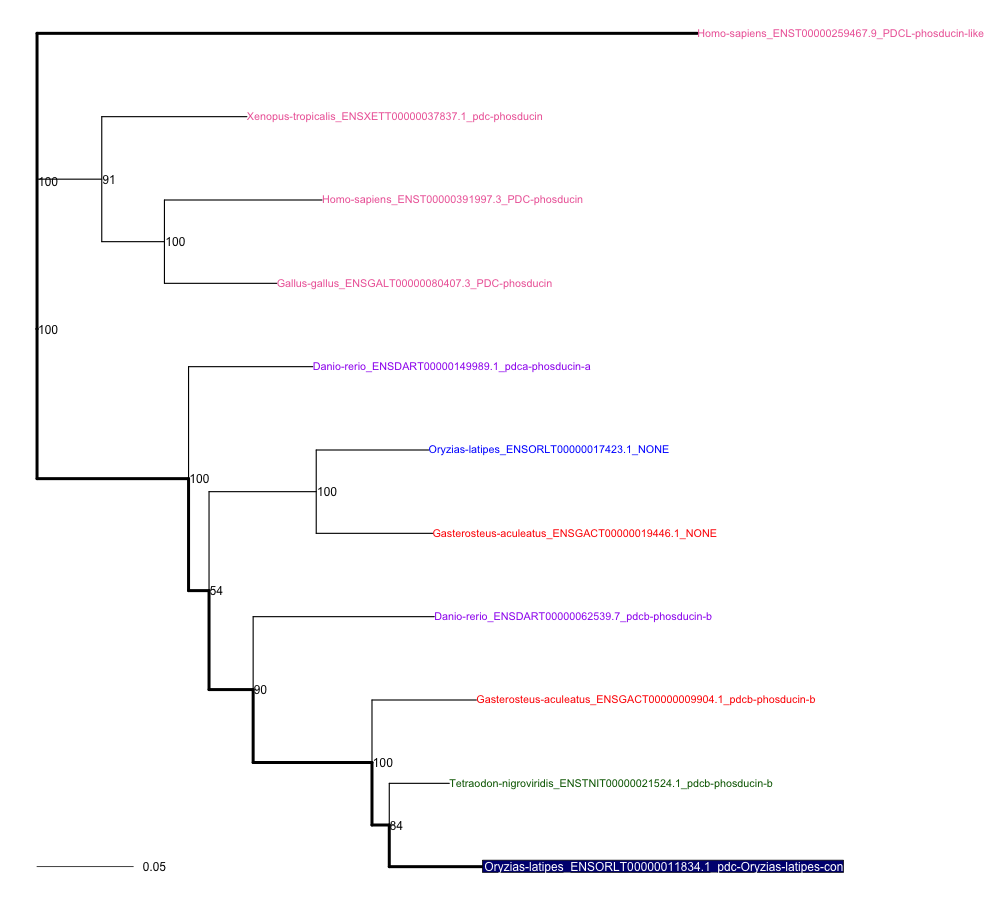 Homo-sapiens_ENST00000259467.9_PDCL-phosducin-like
Xenopus-tropicalis_ENSXETT00000037837.1_pdc-phosducin
100
91
Homo-sapiens_ENST00000391997.3_PDC-phosducin
100
Gallus-gallus_ENSGALT00000080407.3_PDC-phosducin
100
Danio-rerio_ENSDART00000149989.1_pdca-phosducin-a
Oryzias-latipes_ENSORLT00000017423.1_NONE
100
100
Gasterosteus-aculeatus_ENSGACT00000019446.1_NONE
54
Danio-rerio_ENSDART00000062539.7_pdcb-phosducin-b
90
Gasterosteus-aculeatus_ENSGACT00000009904.1_pdcb-phosducin-b
100
Tetraodon-nigroviridis_ENSTNIT00000021524.1_pdcb-phosducin-b
84
0.05
Oryzias-latipes_ENSORLT00000011834.1_pdc-Oryzias-latipes-con